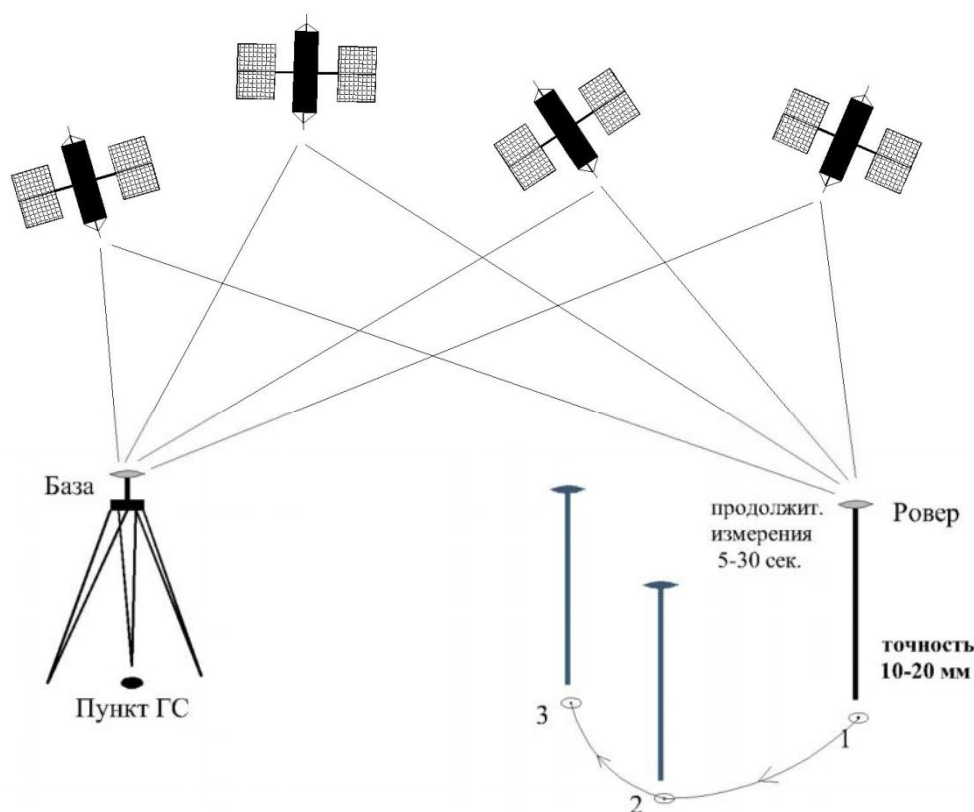 База
продолжит.
измерения
5-30 сек.
Ровер
точность
10-20 мм
Пункт ГС
3
1
2